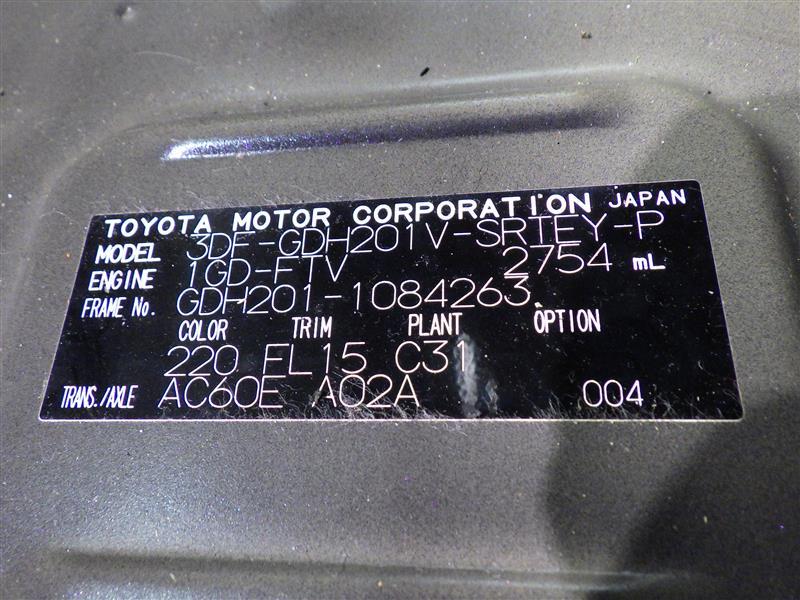 TOYOTA MOTOR CORPORATION JAPAN
MODEL 3DF-GDH201V-SRTEY-P
ENGINE 1GD-FTV 2754 mL
FRAME No. GDH201-1084263
COLOR TRIM PLANT OPTION
220 EL15 C31
TRANS./AXLE AC60E A02A 004